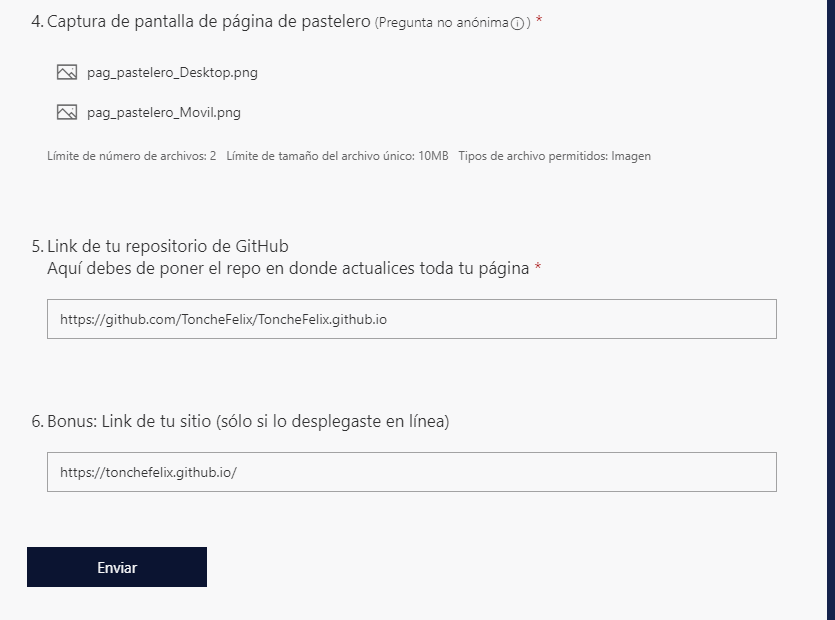 4. Captura de pantalla de página de pastelero (Pregunta no anónima) *
pag_pastelero_Desktop.png
pag_pastelero_Movil.png
Límite de número de archivos: 2 Límite de tamaño del archivo único: 10MB Tipos de archivo permitidos: Imagen
5. Link de tu repositorio de GitHub
Aquí debes de poner el repo en donde actualices toda tu página *
https://github.com/ToncheFelix/ToncheFelix.github.io
6. Bonus: Link de tu sitio (sólo si lo desplegaste en línea)
https://tonchefelix.github.io/
Enviar